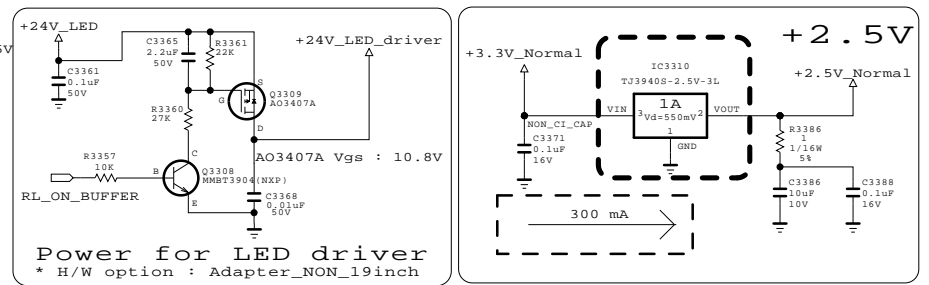 +24V_LED
C3365
2.2uF
50V
R3361
22K
+24V_LED_driver
C3361
0.1uF
50V
S
G
Q3309
AO3407A
D
R3360
27K
AO3407A Vgs : 10.8V
R3357
10K
C
B
Q3308
MMBT3904(NXP)
E
RL_ON_BUFFER
C3368
0.01uF
50V
Power for LED driver
* H/W option : Adapter_NON_19inch
+2.5V
+3.3V_Normal
IC3310
TJ3940S-2.5V-3L
+2.5V_Normal
VIN
1A
VOUT
3
Vd=550mV
2
1
GND
NON_CI_CAP
C3371
0.1uF
16V
R3386
1
1/16W
5%
C3386
10uF
10V
C3388
0.1uF
16V
300 mA